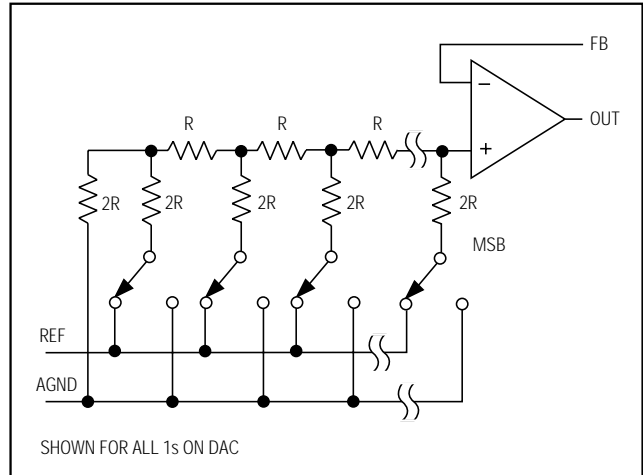 FB
OUT
R R R
2R 2R 2R 2R 2R
MSB
REF
AGND
SHOWN FOR ALL 1s ON DAC